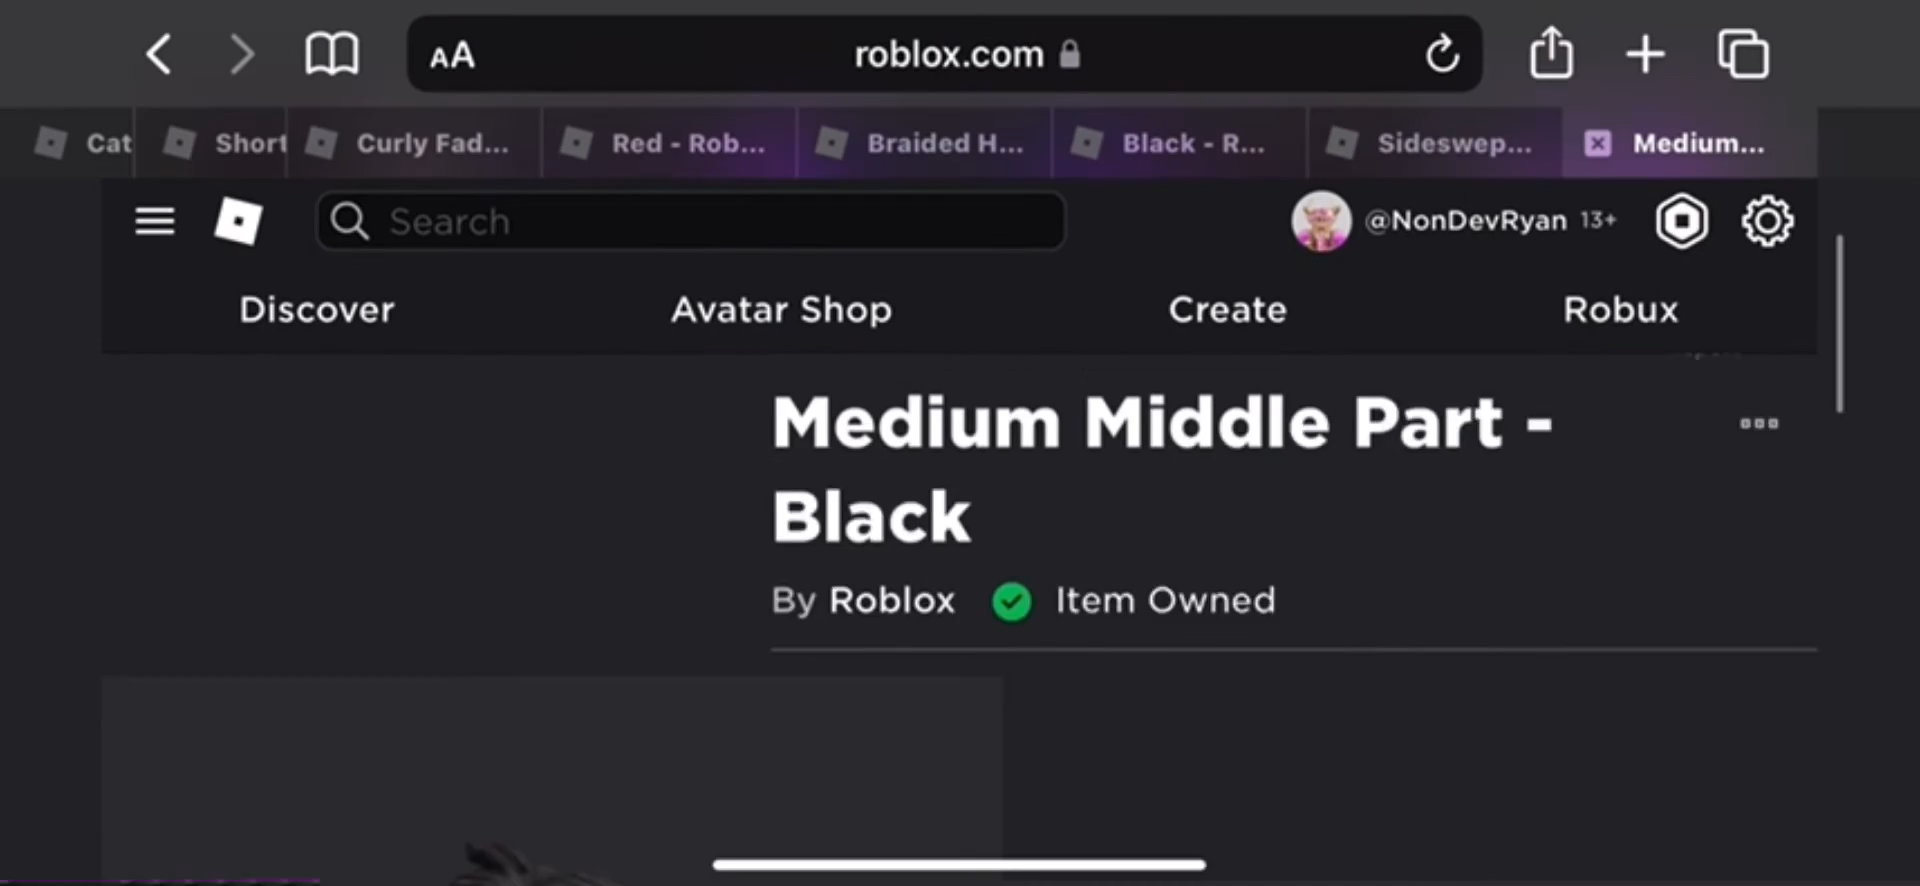 AA roblox.com
Cat Short Curly Fad... Red - Rob... Braided H... Black - R... Sideswep... Medium...
Search @NonDevRyan 13+
Discover Avatar Shop Create Robux
Medium Middle Part -
Black
By Roblox Item Owned